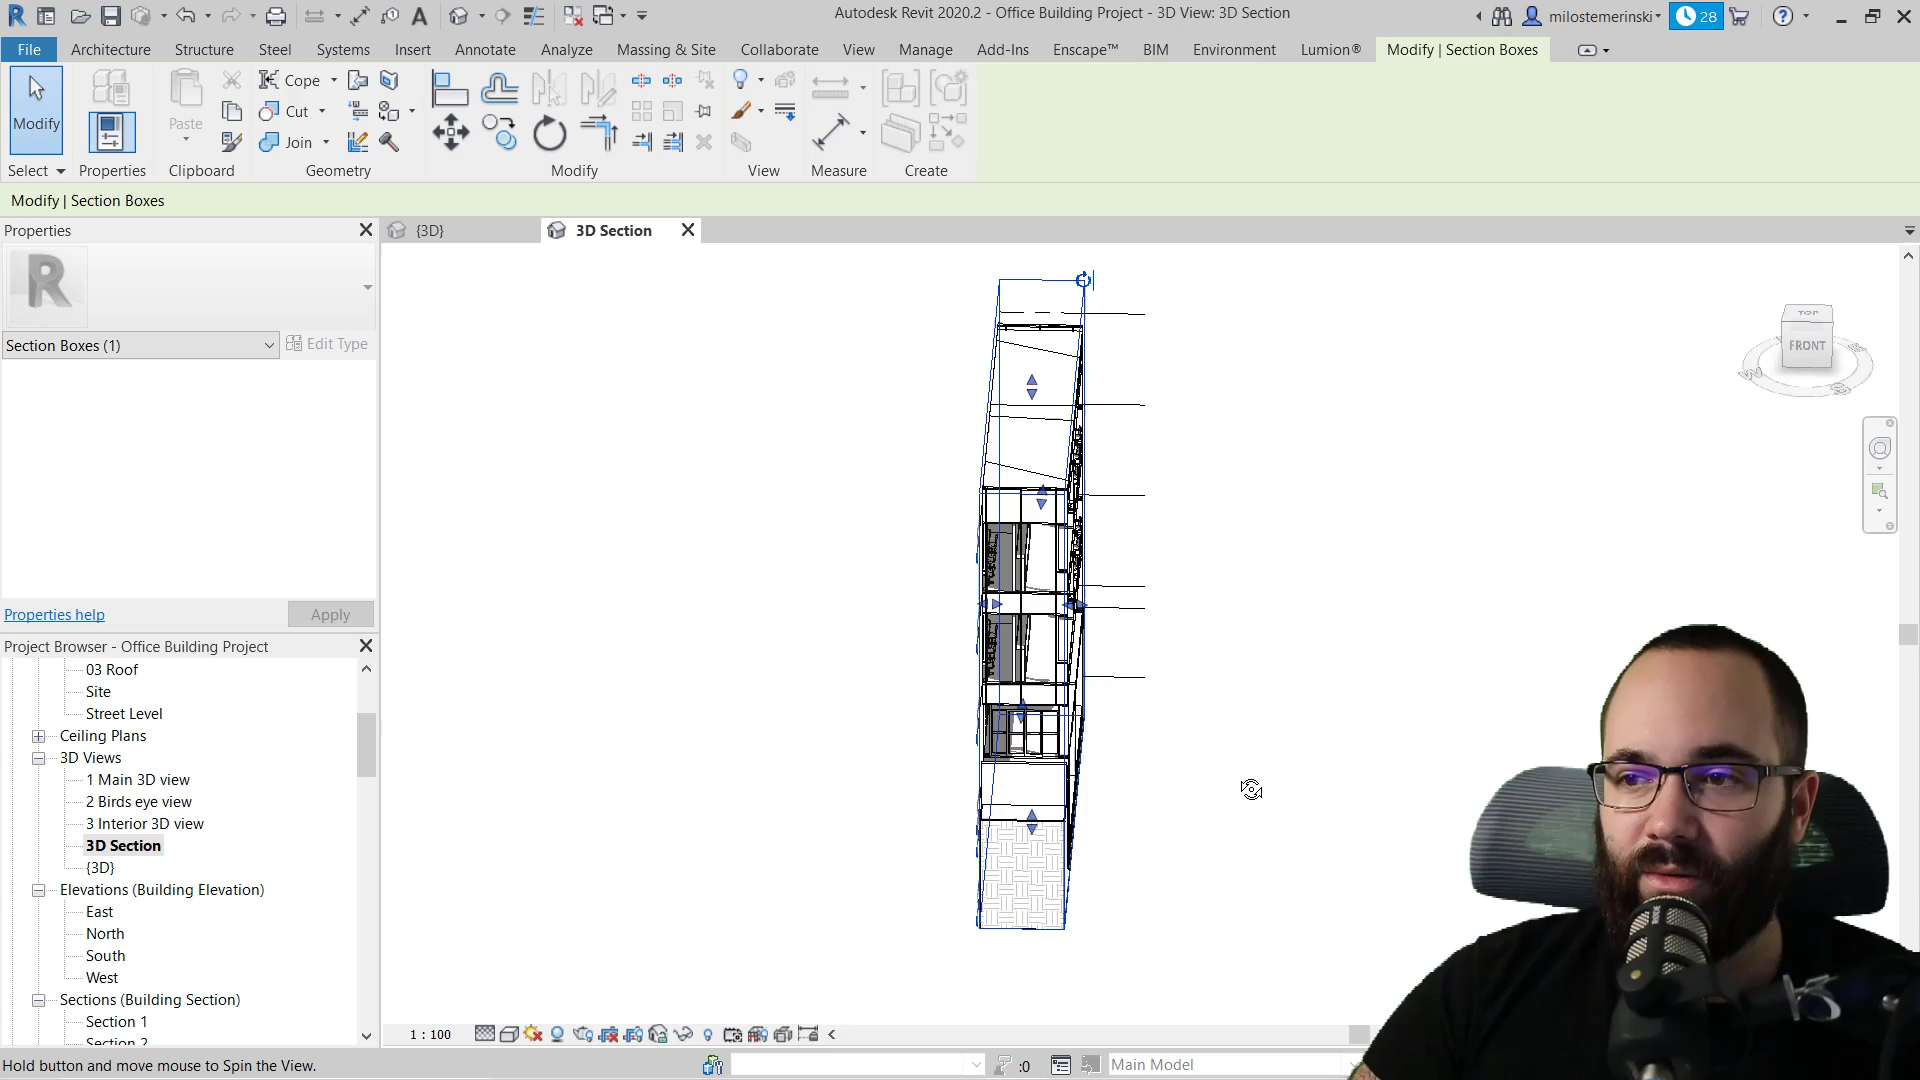 Autodesk Revit 2020.2 - Office Building Project - 3D View: 3D Section
milostemerinski
28
File
Architecture
Structure
Steel
Systems
Insert
Annotate
Analyze
Massing & Site
Collaborate
View
Manage
Add-Ins
Enscape™
BIM
Environment
Lumion®
Modify | Section Boxes
Modify
Paste
Cope
Cut
Join
Select
Properties
Clipboard
Geometry
Modify
View
Measure
Create
Modify | Section Boxes
Properties
{3D}
3D Section
R
Section Boxes (1)
Edit Type
TOP
FRONT
Properties help
Apply
Project Browser - Office Building Project
03 Roof
Site
Street Level
Ceiling Plans
3D Views
1 Main 3D view
2 Birds eye view
3 Interior 3D view
3D Section
{3D}
Elevations (Building Elevation)
East
North
South
West
Sections (Building Section)
Section 1
Section 2
1 : 100
Hold button and move mouse to Spin the View.
:0
Main Model
RODE